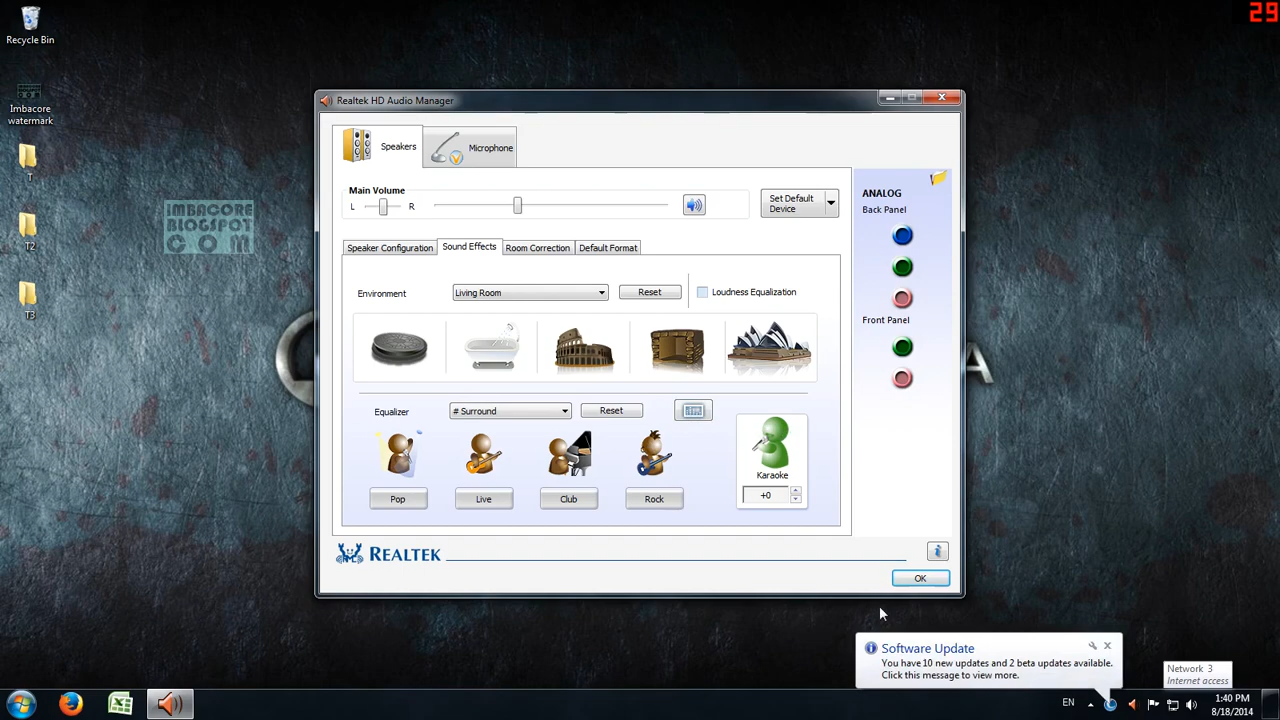 29
Recycle Bin
Imbacore
watermark
T
T2
T3
IMBACORE
BLOGSPOT
COM
Realtek HD Audio Manager
Speakers
Microphone
Main Volume
L
R
Set Default
Device
Speaker Configuration
Sound Effects
Room Correction
Default Format
Environment
Living Room
Reset
Loudness Equalization
Equalizer
# Surround
Reset
Pop
Live
Club
Rock
Karaoke
+0
ANALOG
Back Panel
Front Panel
REALTEK
OK
Software Update
You have 10 new updates and 2 beta updates available.
Click this message to view more.
Network 3
Internet access
EN
1:40 PM
8/18/2014